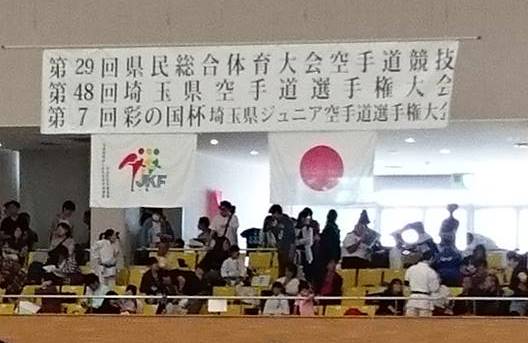 第29回県民総合体育大会空手道競技
第48回埼玉県空手道選手権大会
第7回彩の国杯埼玉県ジュニア空手道選手権大会
JKF